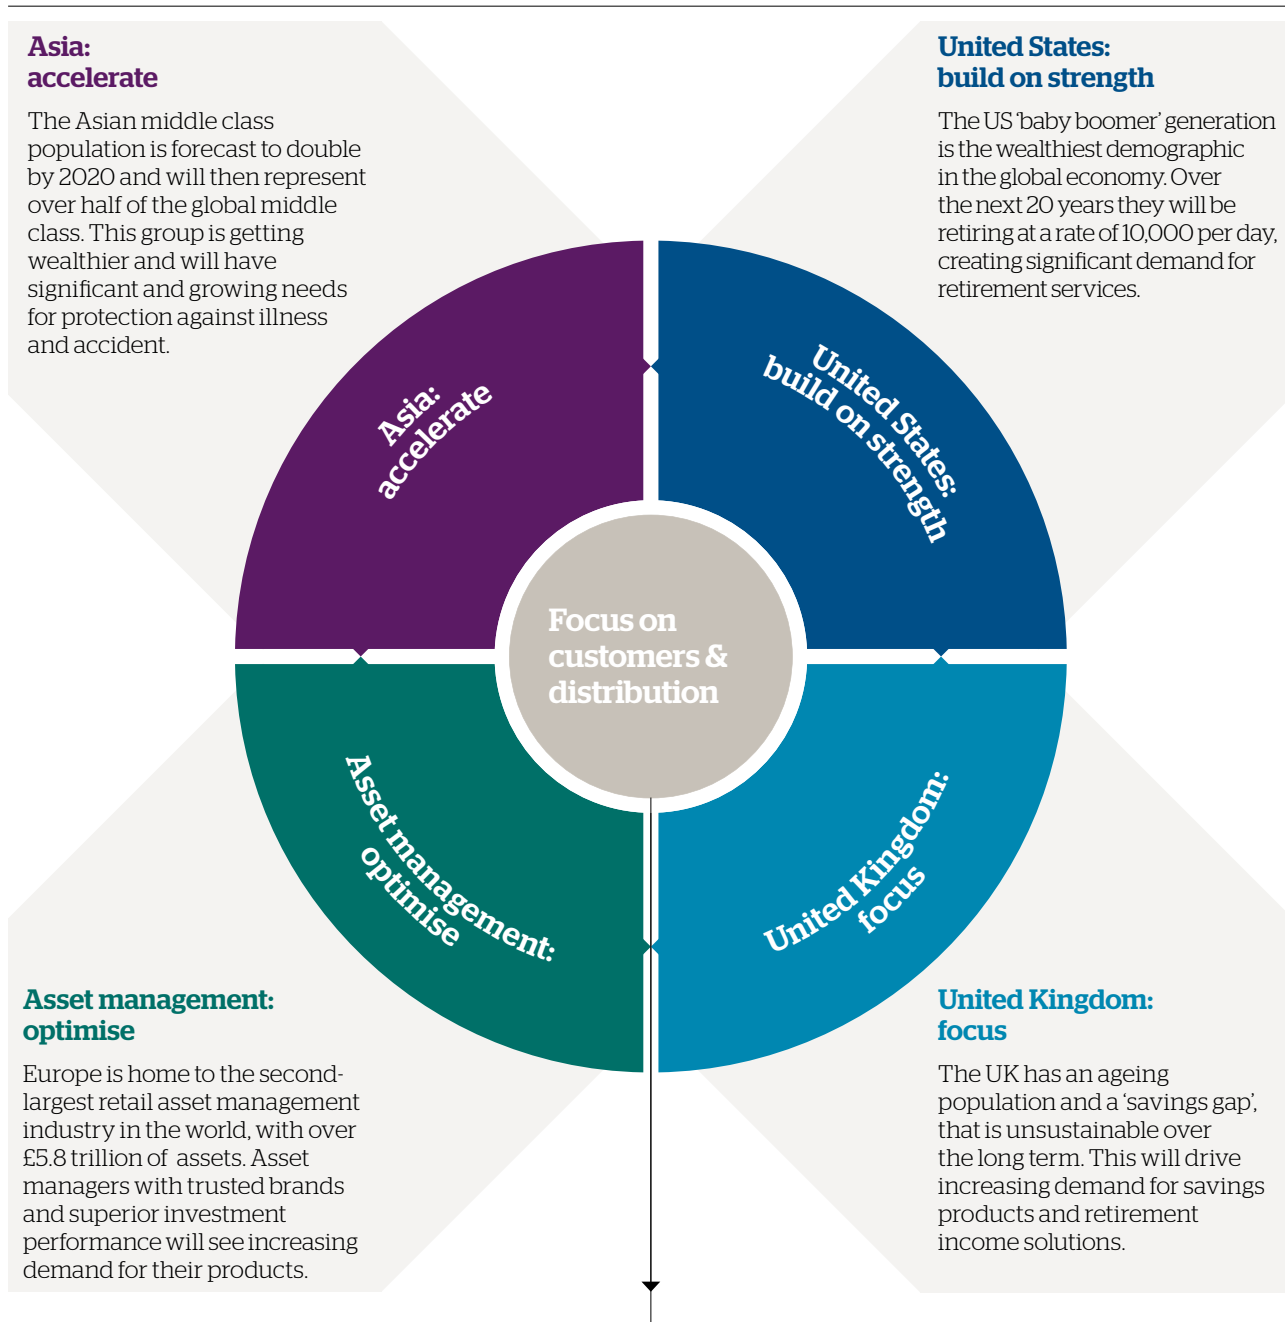 Asia:
accelerate
The Asian middle class
population is forecast to double
by 2020 and will then represent
over half of the global middle
class. This group is getting
wealthier and will have
significant and growing needs
for protection against illness
and accident.
United States:
build on strength
The US ‘baby boomer’ generation
is the wealthiest demographic
in the global economy. Over
the next 20 years they will be
retiring at a rate of 10,000 per day,
creating significant demand for
retirement services.
Asia:
accelerate
United States:
build on strength
Focus on
customers &
distribution
Asset management:
optimise
United Kingdom:
focus
Asset management:
optimise
Europe is home to the second-
largest retail asset management
industry in the world, with over
£5.8 trillion of assets. Asset
managers with trusted brands
and superior investment
performance will see increasing
demand for their products.
United Kingdom:
focus
The UK has an ageing
population and a ‘savings gap’,
that is unsustainable over
the long term. This will drive
increasing demand for savings
products and retirement
income solutions.